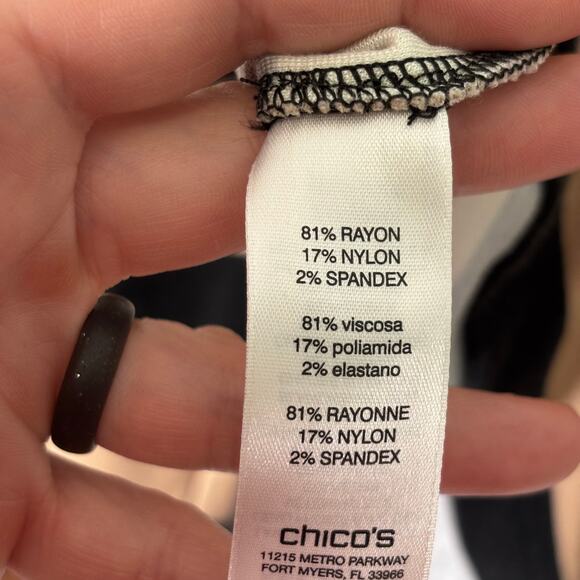 81% RAYON
17% NYLON
2% SPANDEX
81% viscosa
17% poliamida
2% elastano
81% RAYONNE
17% NYLON
2% SPANDEX
chico's
11215 METRO PARKWAY
FORT MYERS, FL 33966